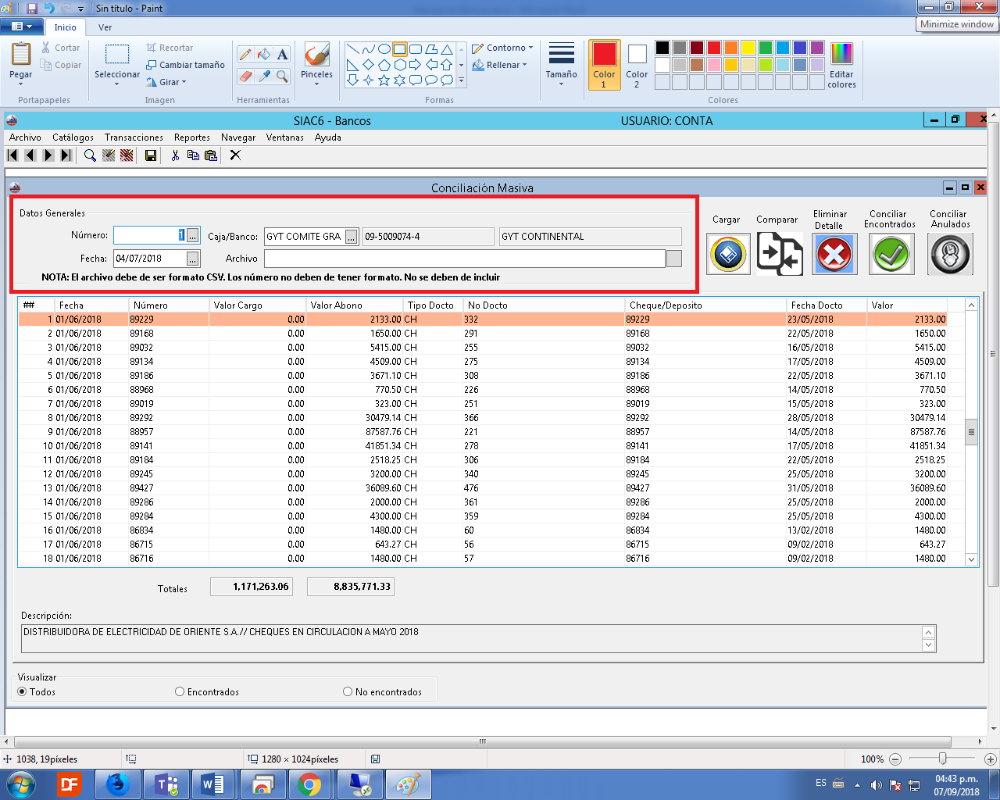 Sin título - Paint
Minimize window
Inicio Ver
Pegar Cortar Copiar
Portapapeles
Seleccionar Recortar Cambiar tamaño Girar
Imagen
Herramientas
Pinceles
Contorno Rellenar
Formas
Tamaño
Color 1 Color 2 Editar colores
Colores
SIAC6 - Bancos USUARIO: CONTA
Archivo Catálogos Transacciones Reportes Navegar Ventanas Ayuda
Conciliación Masiva
Datos Generales
Número: 1 ... Caja/Banco: GYT COMITE GRA ... 09-5009074-4 GYT CONTINENTAL
Fecha: 04/07/2018 ... Archivo
NOTA: El archivo debe de ser formato CSV. Los número no deben de tener formato. No se deben de incluir
Cargar Comparar Eliminar Detalle Conciliar Encontrados Conciliar Anulados
## Fecha Número Valor Cargo Valor Abono Tipo Docto No Docto Cheque/Deposito Fecha Docto Valor
1 01/06/2018 89229 0.00 2133.00 CH 332 89229 23/05/2018 2133.00
2 01/06/2018 89168 0.00 1650.00 CH 291 89168 22/05/2018 1650.00
3 01/06/2018 89032 0.00 5415.00 CH 255 89032 16/05/2018 5415.00
4 01/06/2018 89134 0.00 4509.00 CH 275 89134 17/05/2018 4509.00
5 01/06/2018 89186 0.00 3671.10 CH 308 89186 22/05/2018 3671.10
6 01/06/2018 88968 0.00 770.50 CH 226 88968 14/05/2018 770.50
7 01/06/2018 89019 0.00 323.00 CH 251 89019 15/05/2018 323.00
8 01/06/2018 89292 0.00 30479.14 CH 366 89292 28/05/2018 30479.14
9 01/06/2018 88957 0.00 87587.76 CH 221 88957 14/05/2018 87587.76
10 01/06/2018 89141 0.00 41851.34 CH 278 89141 17/05/2018 41851.34
11 01/06/2018 89184 0.00 2518.25 CH 306 89184 22/05/2018 2518.25
12 01/06/2018 89245 0.00 3200.00 CH 340 89245 25/05/2018 3200.00
13 01/06/2018 89427 0.00 36089.60 CH 476 89427 31/05/2018 36089.60
14 01/06/2018 89286 0.00 2000.00 CH 361 89286 25/05/2018 2000.00
15 01/06/2018 89284 0.00 4300.00 CH 359 89284 25/05/2018 4300.00
16 01/06/2018 86834 0.00 1480.00 CH 60 86834 13/02/2018 1480.00
17 01/06/2018 86715 0.00 643.27 CH 56 86715 09/02/2018 643.27
18 01/06/2018 86716 0.00 1480.00 CH 57 86716 09/02/2018 1480.00
Totales 1,171,263.06 8,835,771.33
Descripción:
DISTRIBUIDORA DE ELECTRICIDAD DE ORIENTE S.A.// CHEQUES EN CIRCULACION A MAYO 2018
Visualizar
Todos Encontrados No encontrados
1038, 19píxeles 1280 × 1024píxeles 100%
DF
ES
04:43 p.m.
07/09/2018